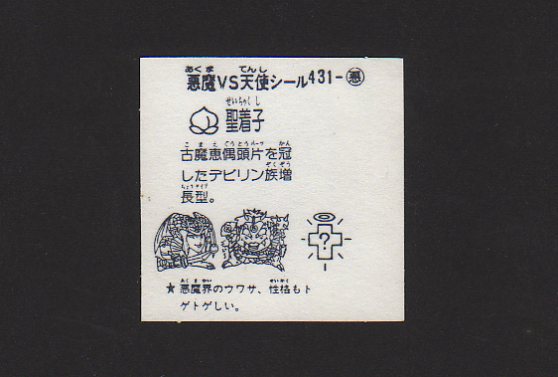 悪魔VS天使シール431-悪
聖着子
古魔恵偶頭片を冠
したデビリン族増
長型。
?
★悪魔界のウワサ、性格もト
ゲトゲしい。